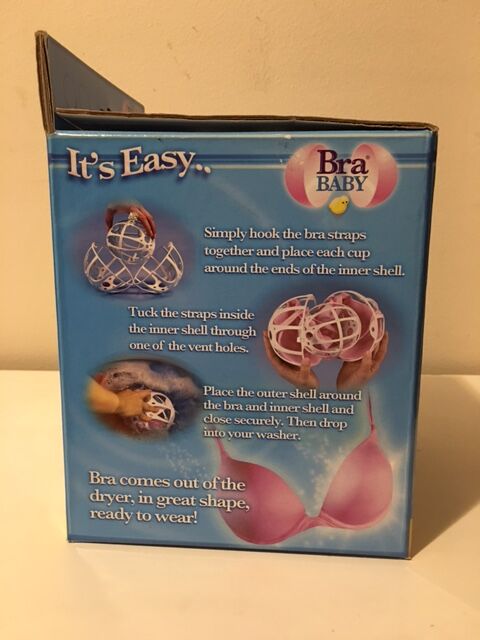 It's Easy..
Bra®
BABY
Simply hook the bra straps
together and place each cup
around the ends of the inner shell.
Tuck the straps inside
the inner shell through
one of the vent holes.
Place the outer shell around
the bra and inner shell and
close securely. Then drop
into your washer.
Bra comes out of the
dryer, in great shape,
ready to wear!